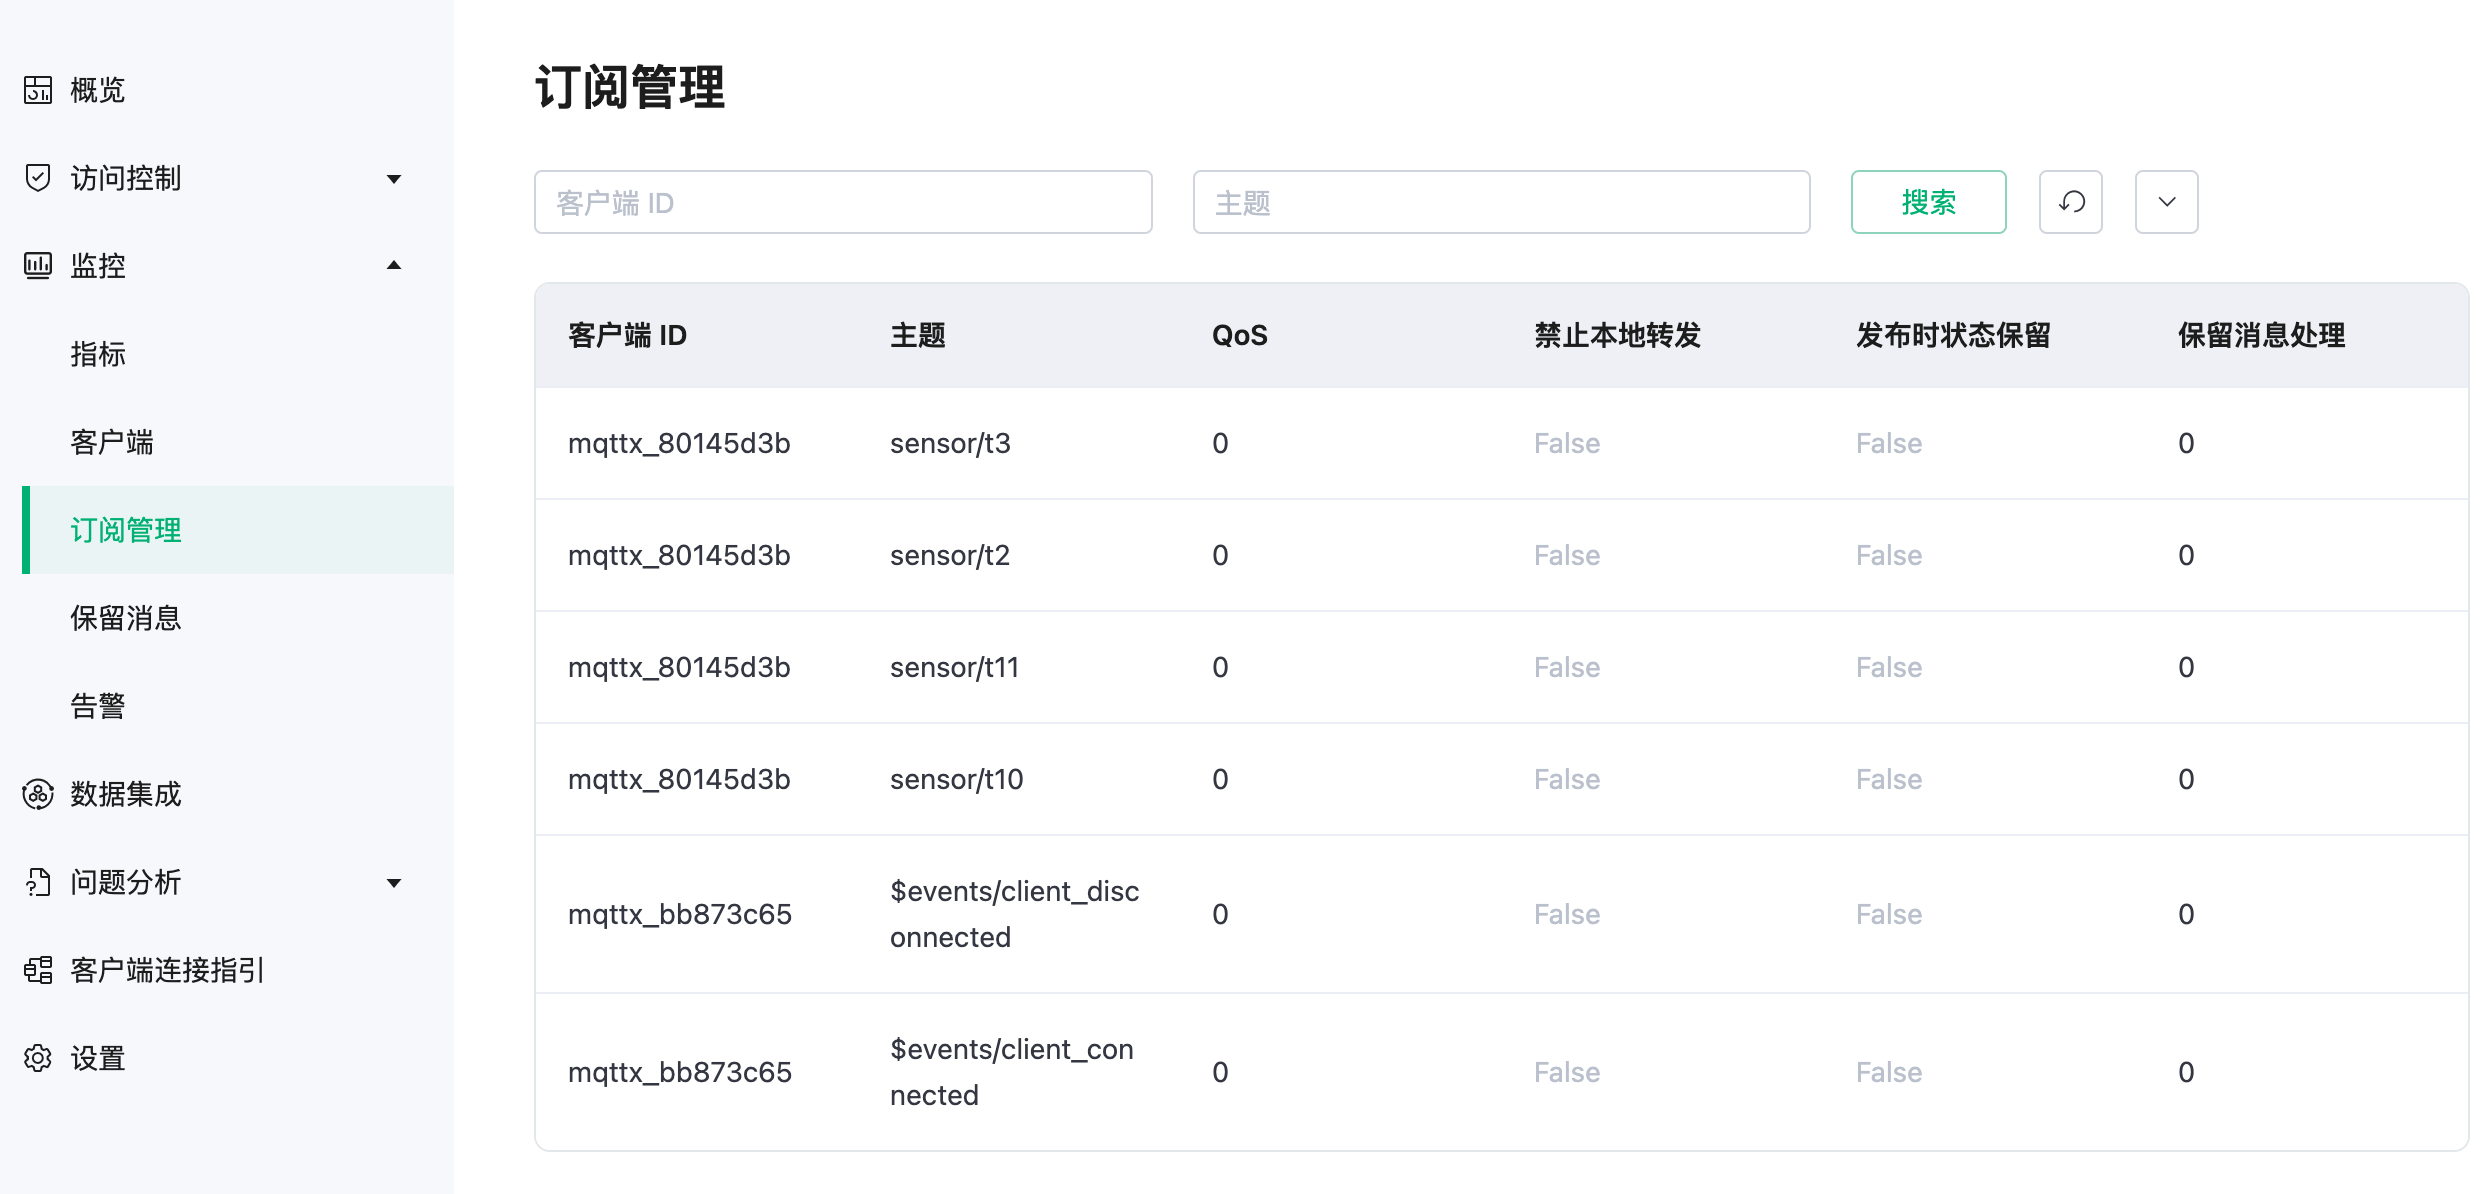 概览
访问控制
监控
指标
客户端
订阅管理
保留消息
告警
数据集成
问题分析
客户端连接指引
设置
订阅管理
客户端 ID 主题 搜索
客户端 ID 主题 QoS 禁止本地转发 发布时状态保留 保留消息处理
mqttx_80145d3b sensor/t3 0 False False 0
mqttx_80145d3b sensor/t2 0 False False 0
mqttx_80145d3b sensor/t11 0 False False 0
mqttx_80145d3b sensor/t10 0 False False 0
mqttx_bb873c65 $events/client_disc
onnected 0 False False 0
mqttx_bb873c65 $events/client_con
nected 0 False False 0